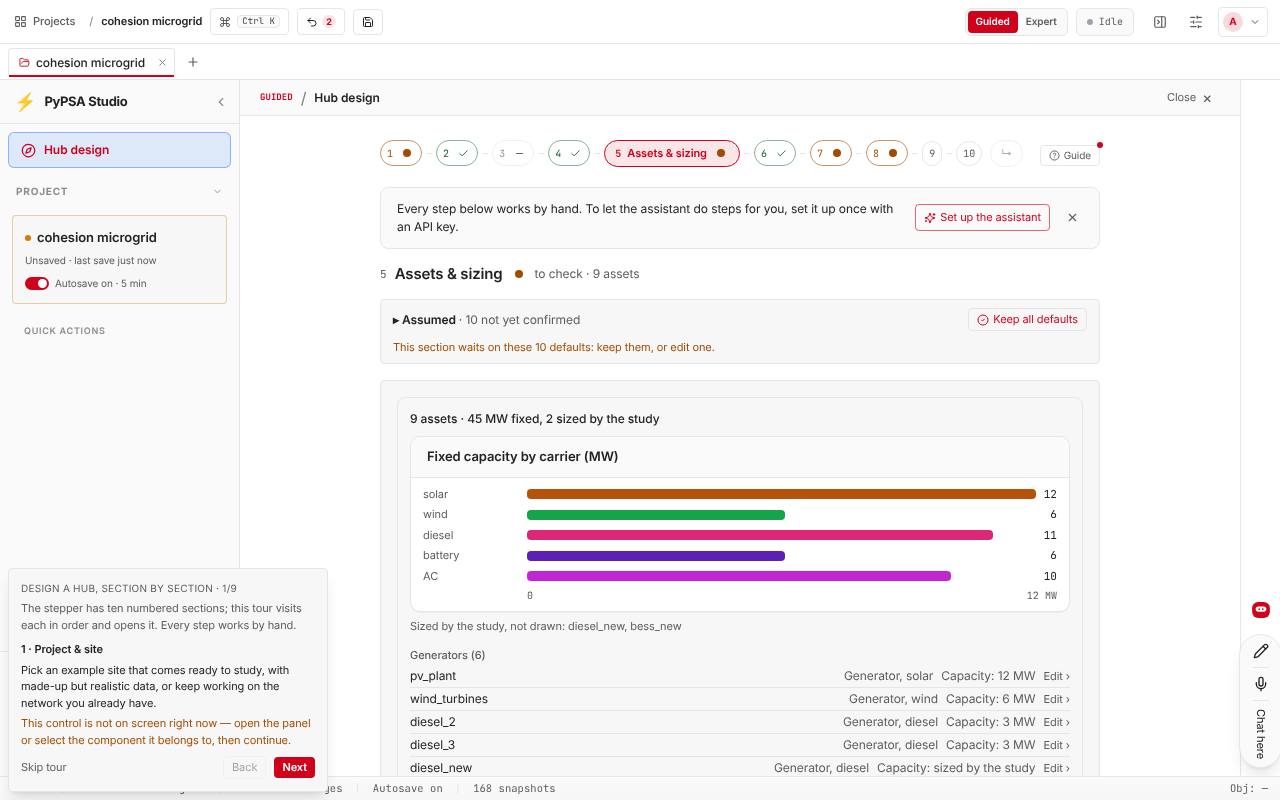 Projects / cohesion microgrid Ctrl K 2 Guided Expert Idle A
cohesion microgrid
PyPSA Studio
GUIDED / Hub design Close
Hub design
1 2 3 4 5 Assets & sizing 6 7 8 9 10 Guide
PROJECT
cohesion microgrid
Unsaved · last save just now
Autosave on · 5 min
QUICK ACTIONS
Every step below works by hand. To let the assistant do steps for you, set it up once with
an API key.
Set up the assistant
5 Assets & sizing to check · 9 assets
Assumed · 10 not yet confirmed
Keep all defaults
This section waits on these 10 defaults: keep them, or edit one.
9 assets · 45 MW fixed, 2 sized by the study
Fixed capacity by carrier (MW)
solar 12
wind 6
diesel 11
battery 6
AC 10
0 12 MW
Sized by the study, not drawn: diesel_new, bess_new
Generators (6)
pv_plant Generator, solar Capacity: 12 MW Edit ›
wind_turbines Generator, wind Capacity: 6 MW Edit ›
diesel_2 Generator, diesel Capacity: 3 MW Edit ›
diesel_3 Generator, diesel Capacity: 3 MW Edit ›
diesel_new Generator, diesel Capacity: sized by the study Edit ›
DESIGN A HUB, SECTION BY SECTION · 1/9
The stepper has ten numbered sections; this tour visits
each in order and opens it. Every step works by hand.
1 · Project & site
Pick an example site that comes ready to study, with
made-up but realistic data, or keep working on the
network you already have.
This control is not on screen right now — open the panel
or select the component it belongs to, then continue.
Skip tour Back Next
Chat here
Autosave on 168 snapshots Obj: —